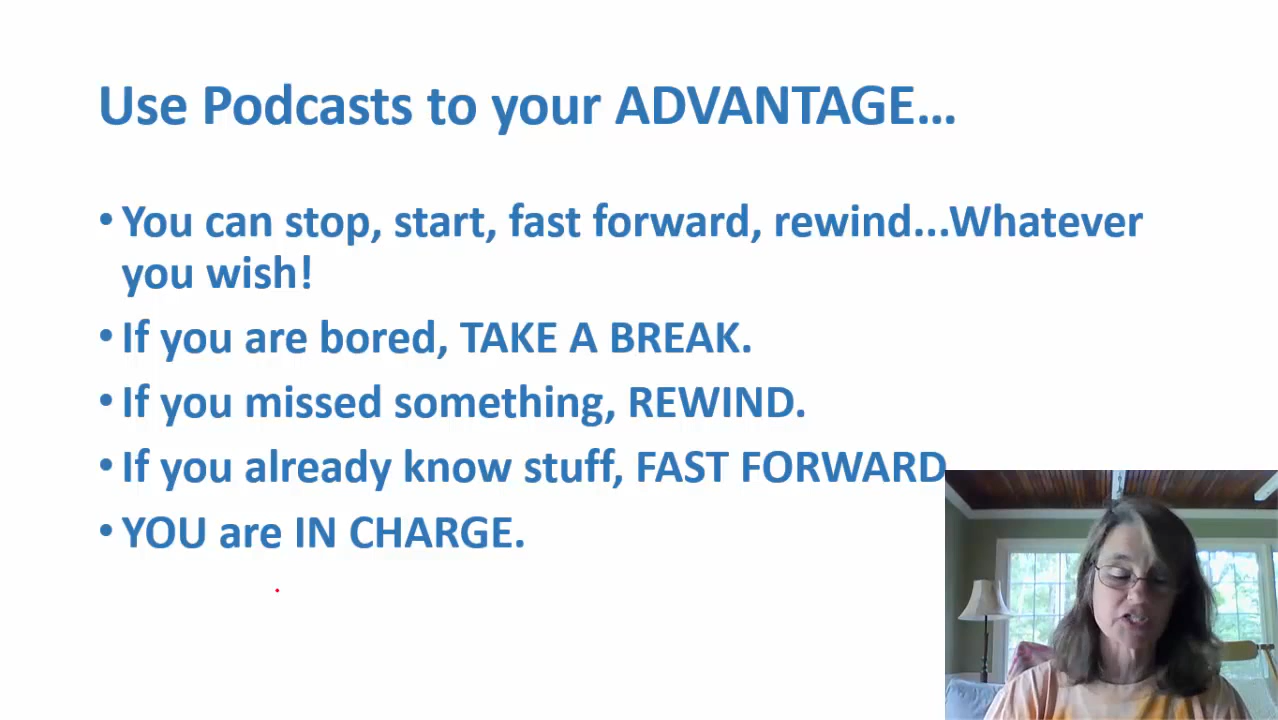 Use Podcasts to your ADVANTAGE...
• You can stop, start, fast forward, rewind...Whatever
you wish!
• If you are bored, TAKE A BREAK.
• If you missed something, REWIND.
• If you already know stuff, FAST FORWARD
• YOU are IN CHARGE.